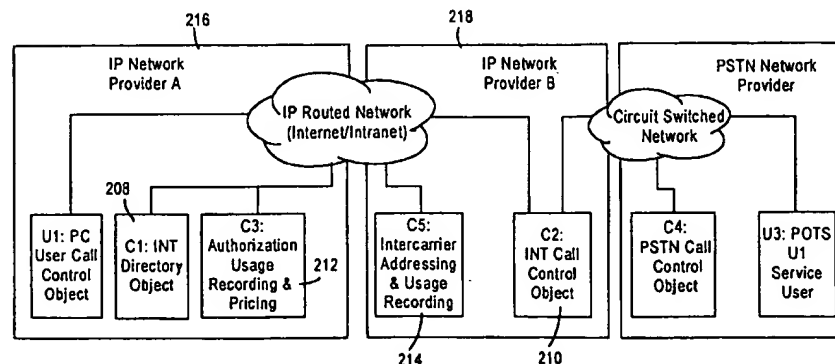 216
218
IP Network
Provider A
IP Network
Provider B
PSTN Network
Provider
IP Routed Network
(Internet/Intranet)
Circuit Switched
Network
208
U1: PC
User Call
Control
Object
C1: INT
Directory
Object
C3:
Authorization
Usage
Recording &
Pricing
212
C5:
Intercarrier
Addressing
& Usage
Recording
214
C2:
INT Call
Control
Object
210
C4:
PSTN Call
Control
Object
U3: POTS
U1
Service
User